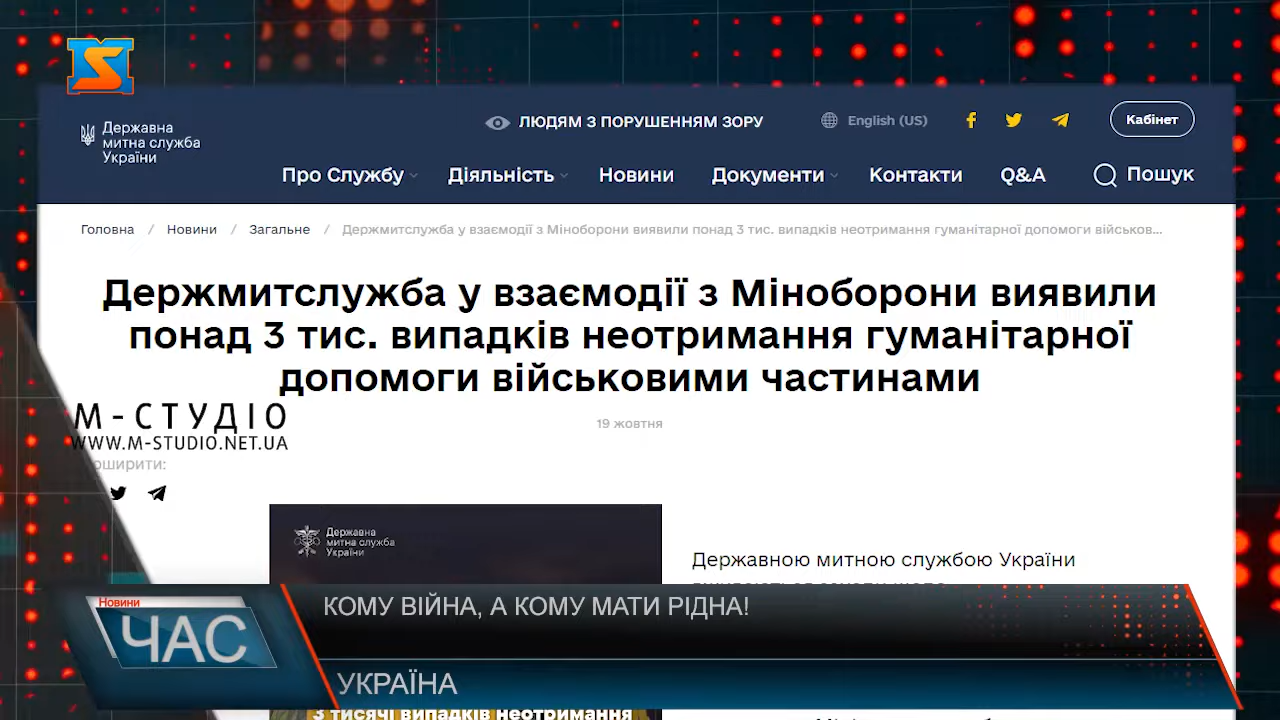 Державна
митна служба
України
ЛЮДЯМ З ПОРУШЕННЯМ ЗОРУ
English (US)
Кабінет
Про Службу
Діяльність
Новини
Документи
Контакти
Q&A
Пошук
Головна / Новини / Загальне / Держмитслужба у взаємодії з Міноборони виявили понад 3 тис. випадків неотримання гуманітарної допомоги військов...
Держмитслужба у взаємодії з Міноборони виявили
понад 3 тис. випадків неотримання гуманітарної
допомоги військовими частинами
19 жовтня
М-СТУДІО
WWW.M-STUDIO.NET.UA
оширити:
Державна
митна служба
України
Державною митною службою України
Новини
ЧАС
КОМУ ВІЙНА, А КОМУ МАТИ РІДНА!
УКРАЇНА
3 тисячі випадків неотримання